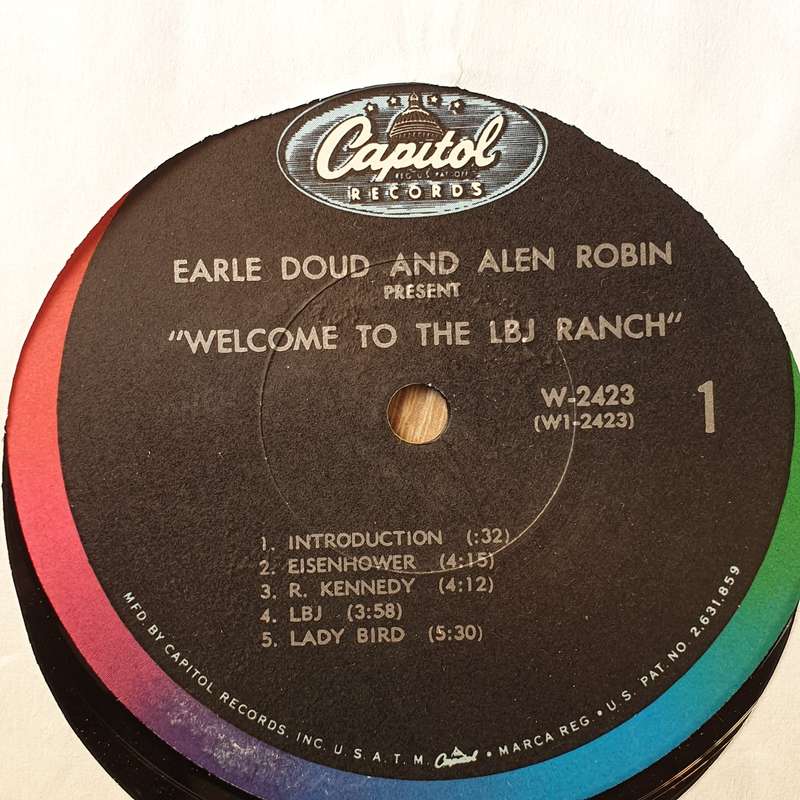 Capitol
REG. U.S. PAT. OFF.
RECORDS
EARLE DOUD AND ALEN ROBIN
PRESENT
"WELCOME TO THE LBJ RANCH"
W-2423
(W1-2423)
1
1. INTRODUCTION (:32)
2. EISENHOWER (4:15)
3. R. KENNEDY (4:12)
4. LBJ (3:58)
5. LADY BIRD (5:30)
MFD. BY CAPITOL RECORDS, INC. U.S.A. T.M. Capitol • MARCA REG. • U.S. PAT. NO. 2,631,859